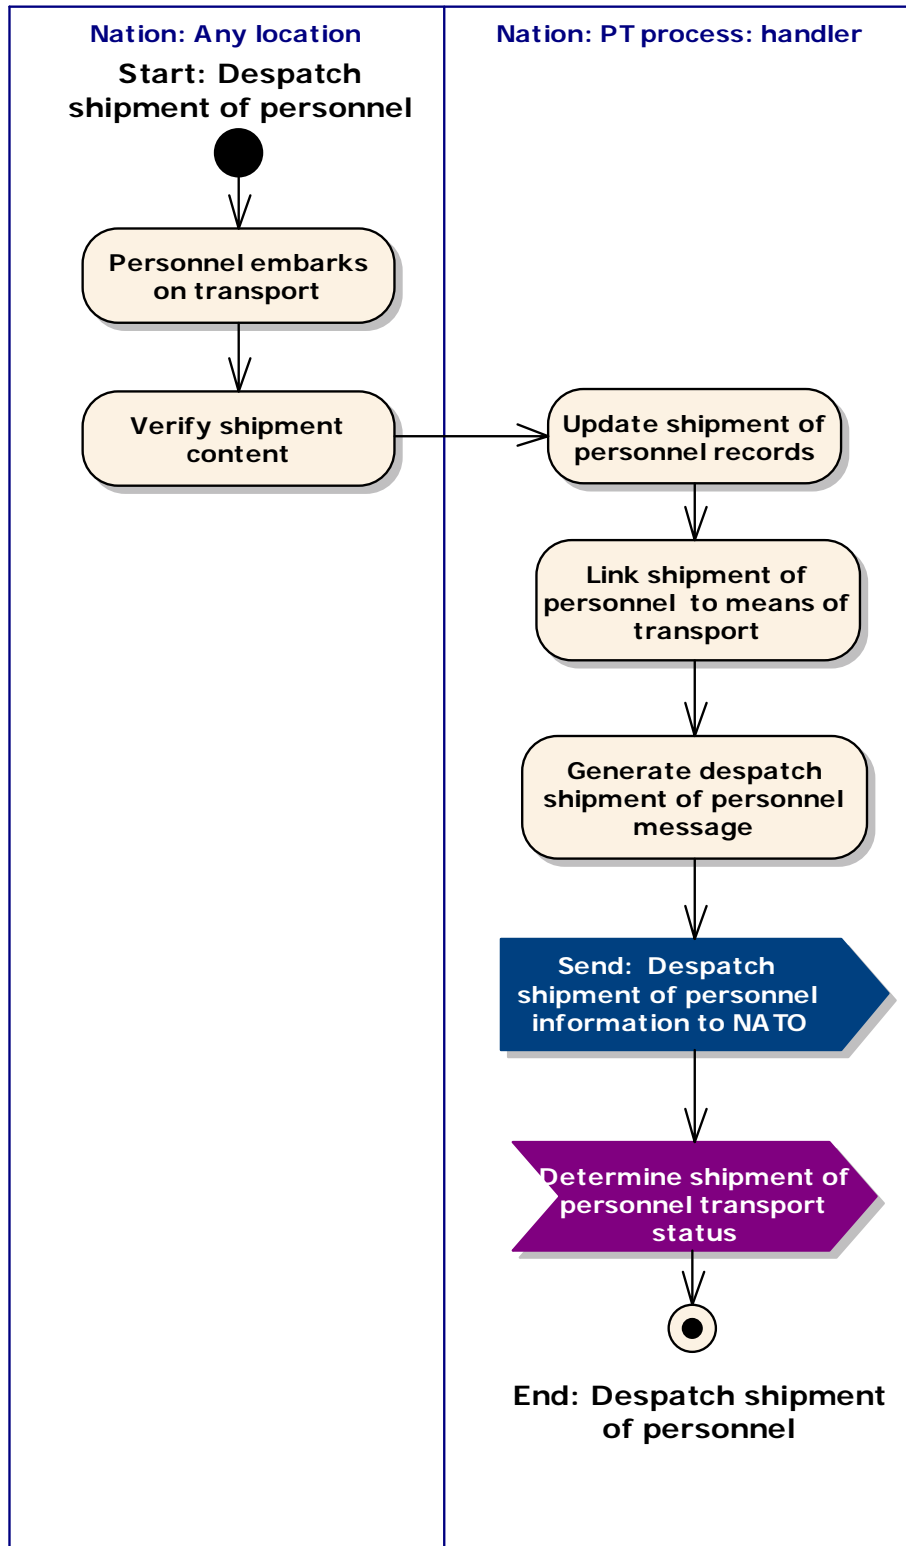 Nation: Any location
Start: Despatch
shipment of personnel
Personnel embarks
on transport
Verify shipment
content
Nation: PT process: handler
Update shipment of
personnel records
Link shipment of
personnel to means of
transport
Generate despatch
shipment of personnel
message
Send: Despatch
shipment of personnel
information to NATO
Determine shipment of
personnel transport
status
End: Despatch shipment
of personnel